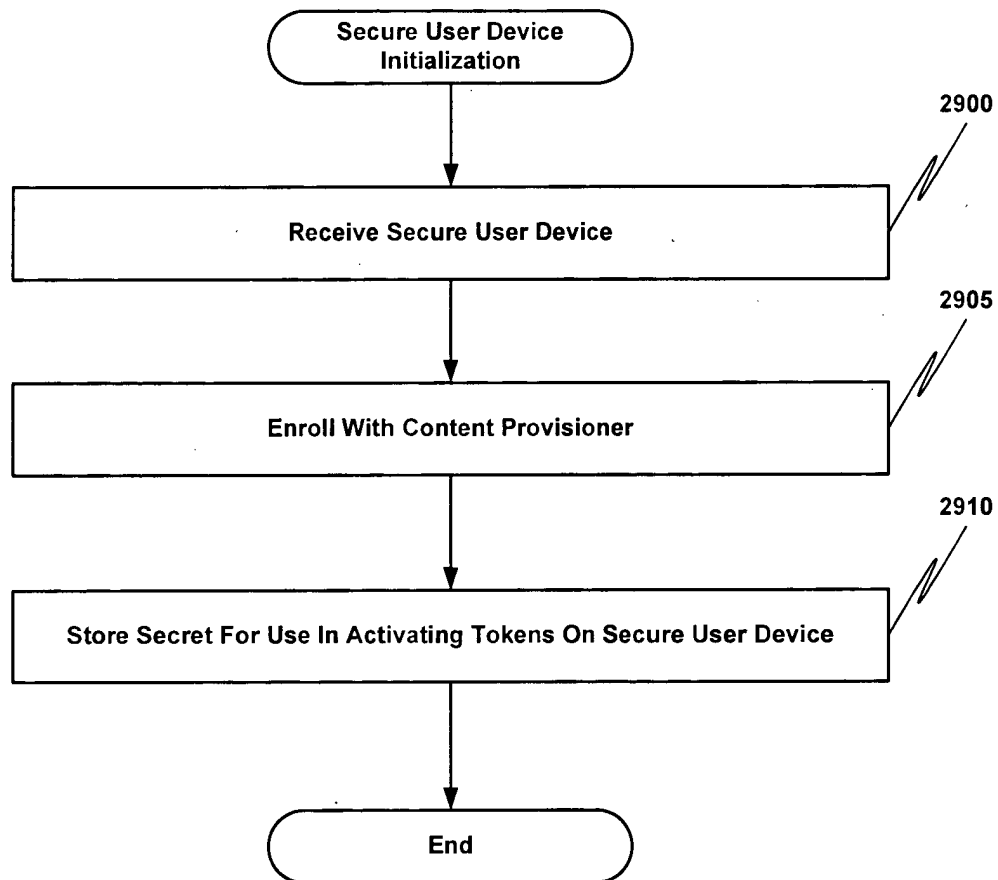 Secure User Device
Initialization
2900
Receive Secure User Device
2905
Enroll With Content Provisioner
2910
Store Secret For Use In Activating Tokens On Secure User Device
End